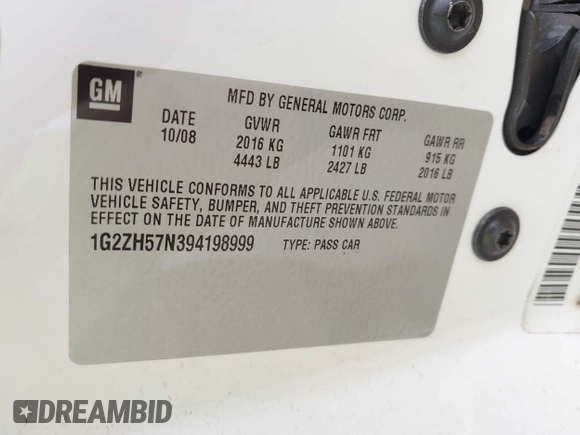 GM ®
MFD BY GENERAL MOTORS CORP.
DATE GVWR GAWR FRT GAWR RR
10/08 2016 KG 1101 KG 915 KG
4443 LB 2427 LB 2016 LB
THIS VEHICLE CONFORMS TO ALL APPLICABLE U.S. FEDERAL MOTOR
VEHICLE SAFETY, BUMPER, AND THEFT PREVENTION STANDARDS IN
EFFECT ON THE DATE OF MANUFACTURE SHOWN ABOVE.
1G2ZH57N394198999 TYPE: PASS CAR
DREAMBID